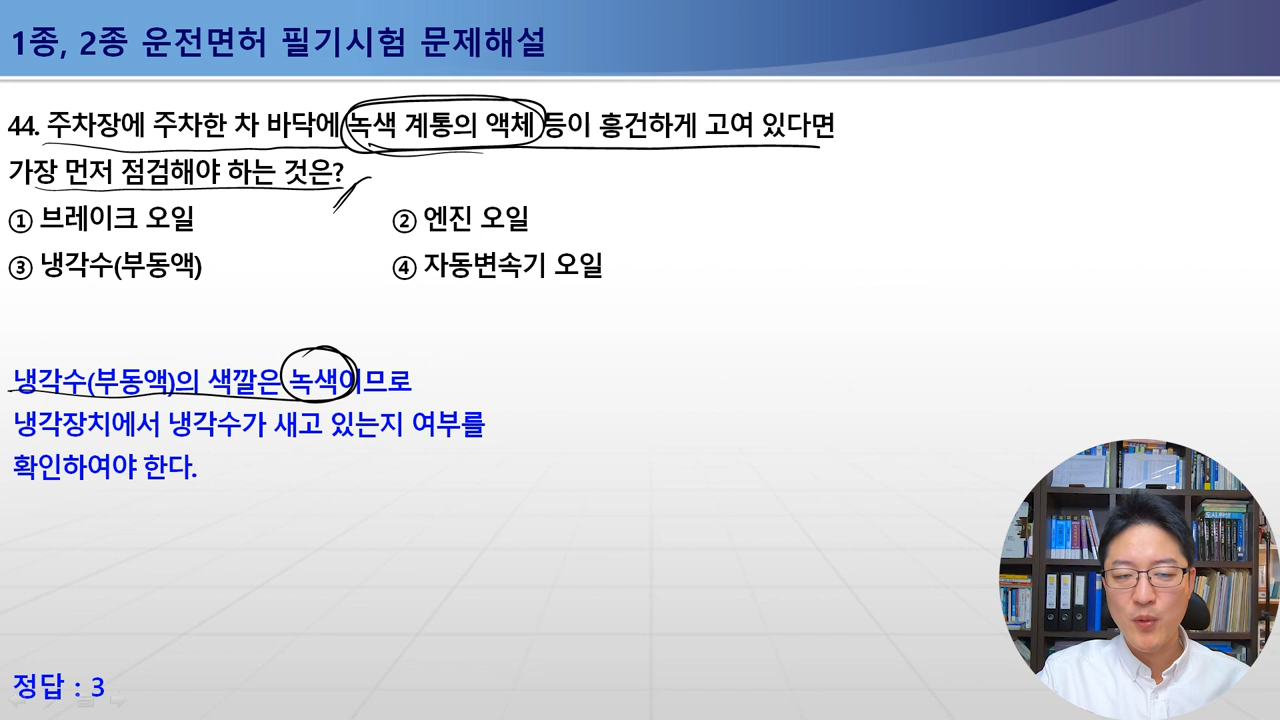 1종, 2종 운전면허 필기시험 문제해설
44. 주차장에 주차한 차 바닥에 녹색 계통의 액체 등이 흥건하게 고여 있다면
가장 먼저 점검해야 하는 것은?
① 브레이크 오일 ② 엔진 오일
③ 냉각수(부동액) ④ 자동변속기 오일
냉각수(부동액)의 색깔은 녹색이므로
냉각장치에서 냉각수가 새고 있는지 여부를
확인하여야 한다.
정답 : 3